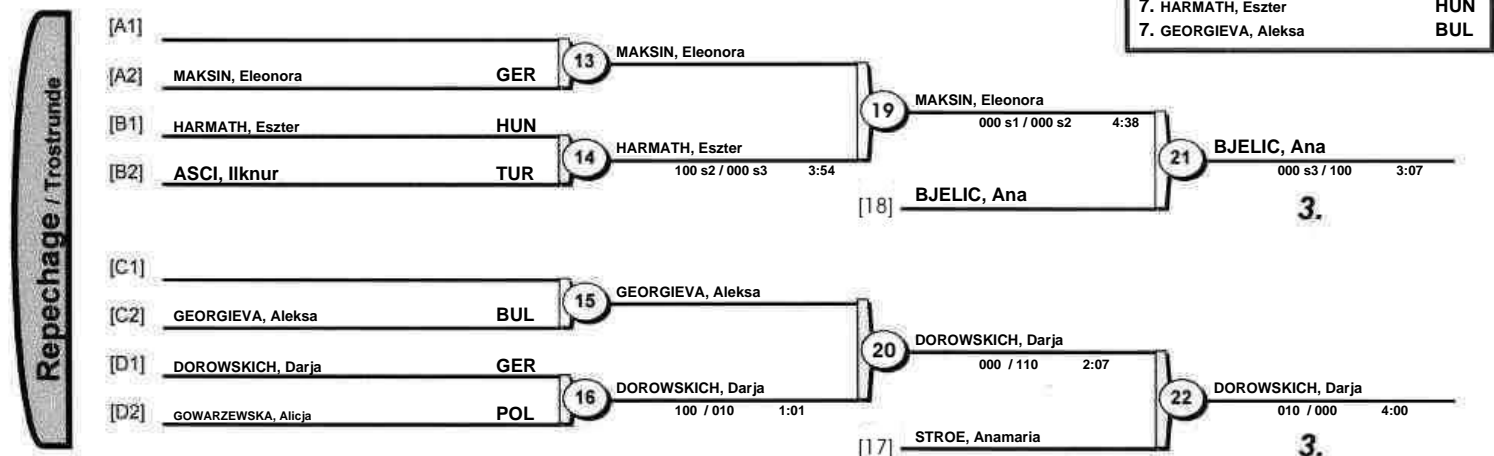 7. HARMATH, Eszter HUN
7. GEORGIEVA, Aleksa BUL
Repechage / Trostrunde
[A1]
[A2] MAKSIN, Eleonora GER
13 MAKSIN, Eleonora
[B1] HARMATH, Eszter HUN
[B2] ASCI, Ilknur TUR
14 HARMATH, Eszter
100 s2 / 000 s3 3:54
19 MAKSIN, Eleonora
000 s1 / 000 s2 4:38
[18] BJELIC, Ana
21 BJELIC, Ana
000 s3 / 100 3:07
3.
[C1]
[C2] GEORGIEVA, Aleksa BUL
15 GEORGIEVA, Aleksa
[D1] DOROWSKICH, Darja GER
[D2] GOWARZEWSKA, Alicja POL
16 DOROWSKICH, Darja
100 / 010 1:01
20 DOROWSKICH, Darja
000 / 110 2:07
[17] STROE, Anamaria
22 DOROWSKICH, Darja
010 / 000 4:00
3.